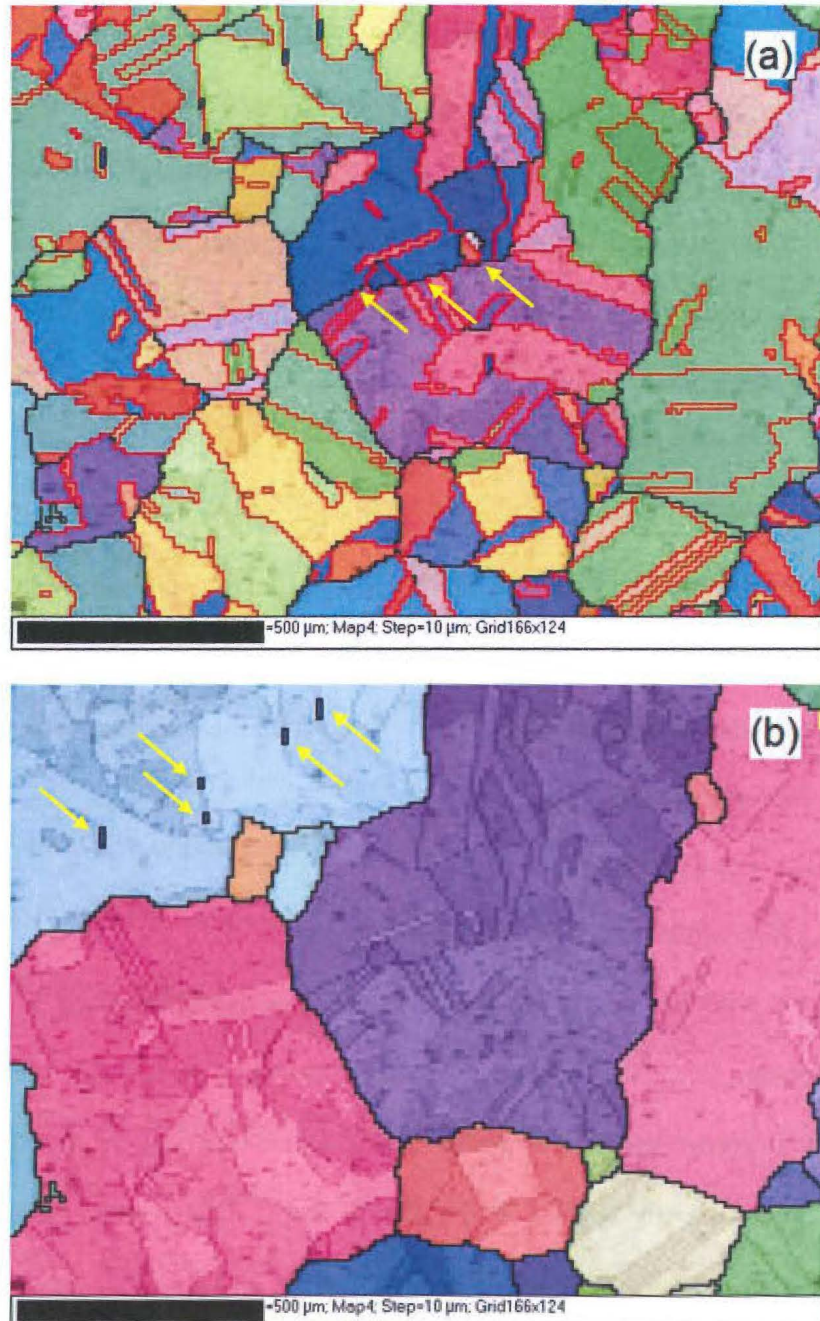 (a)
=500 µm; Map4; Step=10 µm; Grid166x124
(b)
=500 µm; Map4; Step=10 µm; Grid166x124